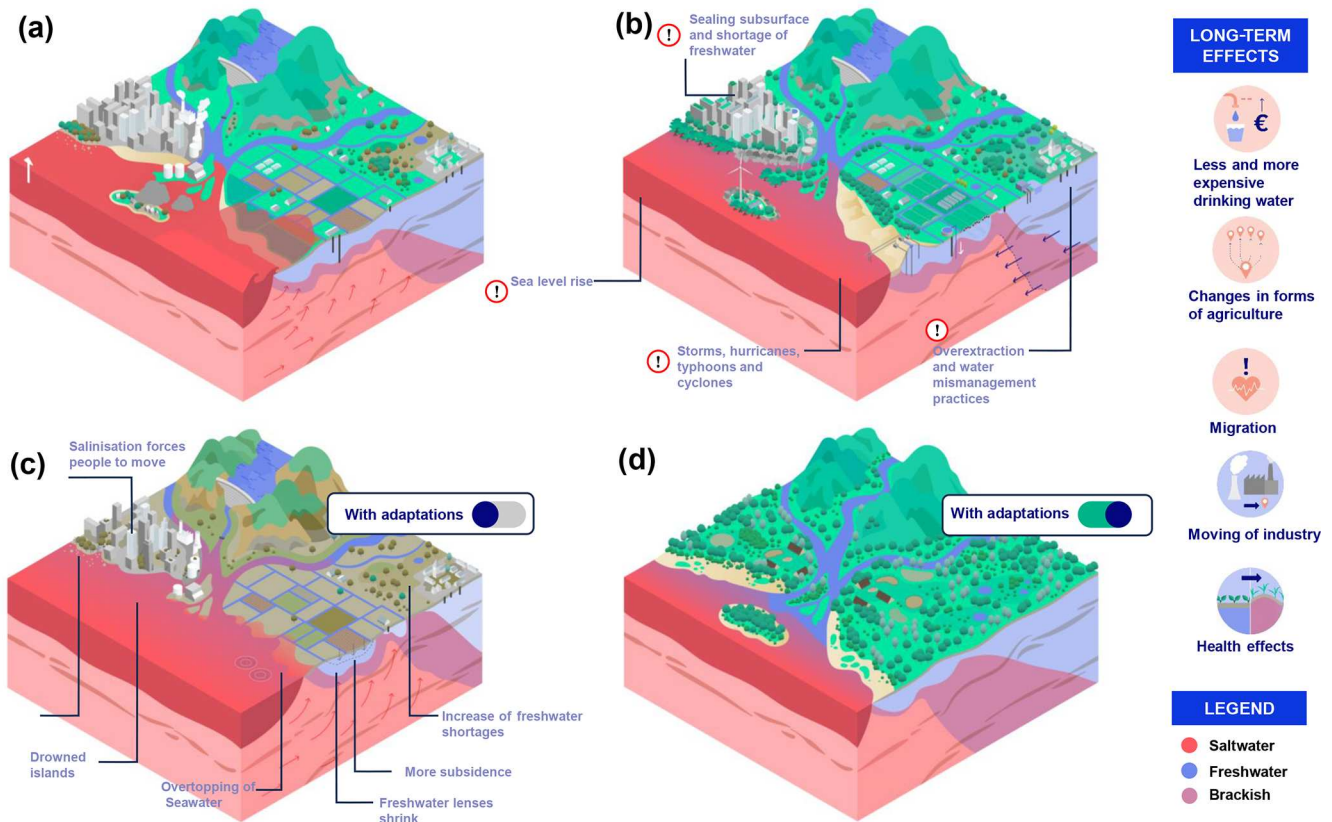 (a)
Sea level rise
(b)
Sealing subsurface
and shortage of
freshwater
Storms, hurricanes,
typhoons and
cyclones
Overextraction
and water
mismanagement
practices
(c)
Salinisation forces
people to move
With adaptations
Drowned
islands
Overtopping of
Seawater
Increase of freshwater
shortages
More subsidence
Freshwater lenses
shrink
(d)
With adaptations
LONG-TERM
EFFECTS
€
Less and more
expensive
drinking water
Changes in forms
of agriculture
Migration
Moving of industry
Health effects
LEGEND
Saltwater
Freshwater
Brackish